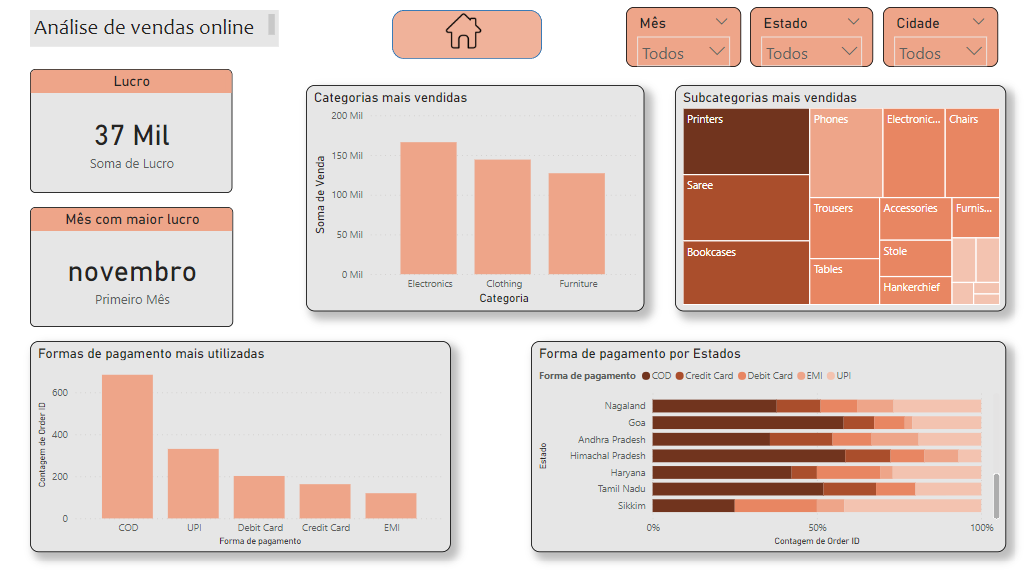 Análise de vendas online
Mês
Todos
Estado
Todos
Cidade
Todos
Lucro
37 Mil
Soma de Lucro
Mês com maior lucro
novembro
Primeiro Mês
Categorias mais vendidas
Soma de Venda
200 Mil
150 Mil
100 Mil
50 Mil
0 Mil
Electronics
Clothing
Furniture
Categoria
Subcategorias mais vendidas
Printers
Saree
Bookcases
Phones
Electronic...
Chairs
Trousers
Tables
Accessories
Furnis...
Stole
Hankerchief
Formas de pagamento mais utilizadas
Contagem de Order ID
600
400
200
0
COD
UPI
Debit Card
Credit Card
EMI
Forma de pagamento
Forma de pagamento por Estados
Forma de pagamento COD Credit Card Debit Card EMI UPI
Estado
Nagaland
Goa
Andhra Pradesh
Himachal Pradesh
Haryana
Tamil Nadu
Sikkim
0% 50% 100%
Contagem de Order ID